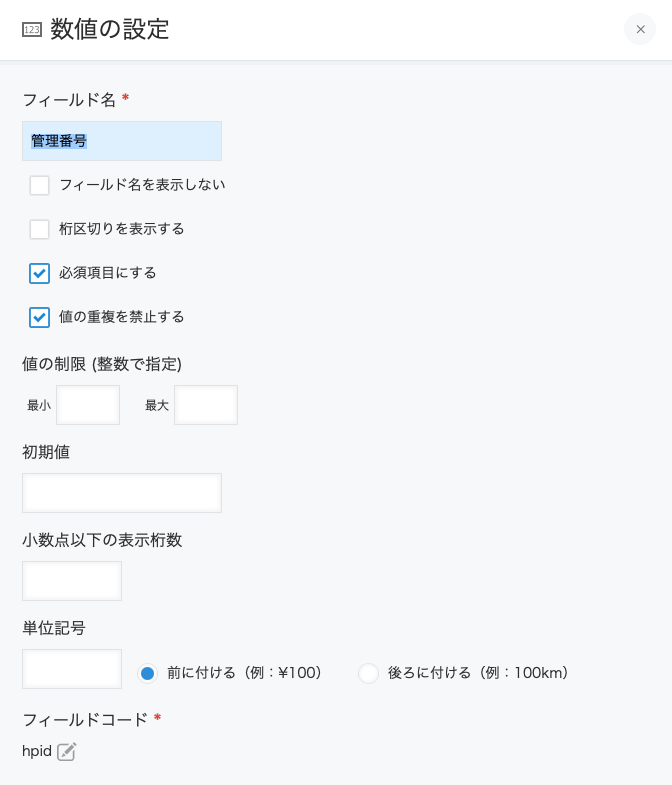 123 数値の設定 ×
フィールド名 *
管理番号
フィールド名を表示しない
桁区切りを表示する
必須項目にする
値の重複を禁止する
値の制限 (整数で指定)
最小 最大
初期値
小数点以下の表示桁数
単位記号
前に付ける（例：¥100） 後ろに付ける（例：100km）
フィールドコード *
hpid